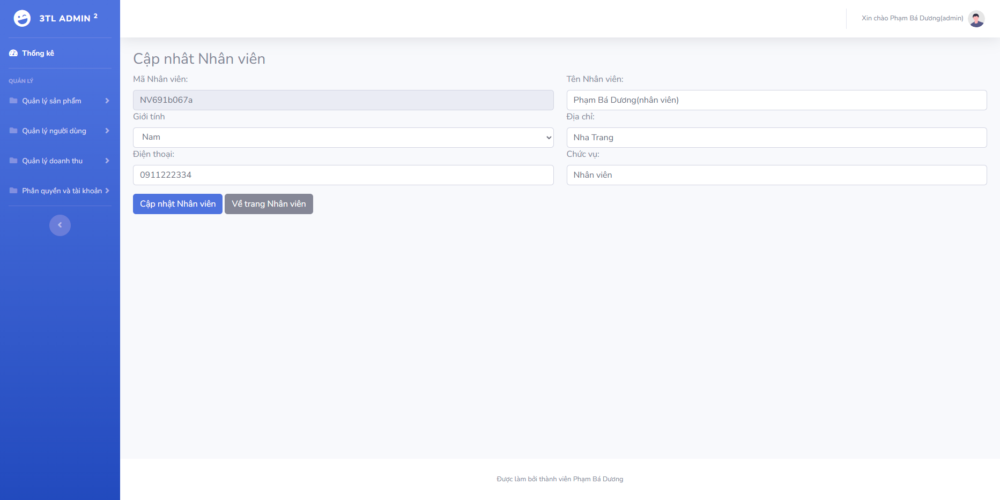 3TL ADMIN 2
Xin chào Phạm Bá Dương(admin)
Thống kê
QUẢN LÝ
Quản lý sản phẩm
Quản lý người dùng
Quản lý doanh thu
Phân quyền và tài khoản
Cập nhât Nhân viên
Mã Nhân viên:
Tên Nhân viên:
NV691b067a
Phạm Bá Dương(nhân viên)
Giới tính
Địa chỉ:
Nam
Nha Trang
Điện thoại:
Chức vụ:
0911222334
Nhân viên
Cập nhật Nhân viên
Về trang Nhân viên
Được làm bởi thành viên Phạm Bá Dương